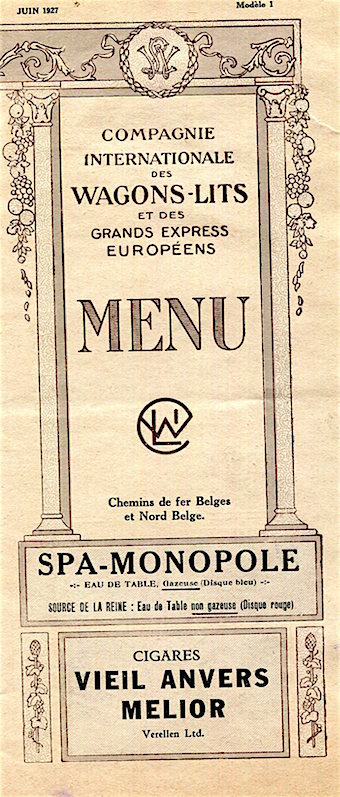 JUIN 1927
Modèle 1
COMPAGNIE
INTERNATIONALE
DES
WAGONS-LITS
ET DES
GRANDS EXPRESS
EUROPÉENS
MENU
WL
Chemins de fer Belges
et Nord Belge.
SPA-MONOPOLE
-:- EAU DE TABLE, Gazeuse (Disque bleu) -:-
SOURCE DE LA REINE : Eau de Table non gazeuse (Disque rouge)
CIGARES
VIEIL ANVERS
MELIOR
Verellen Ltd.